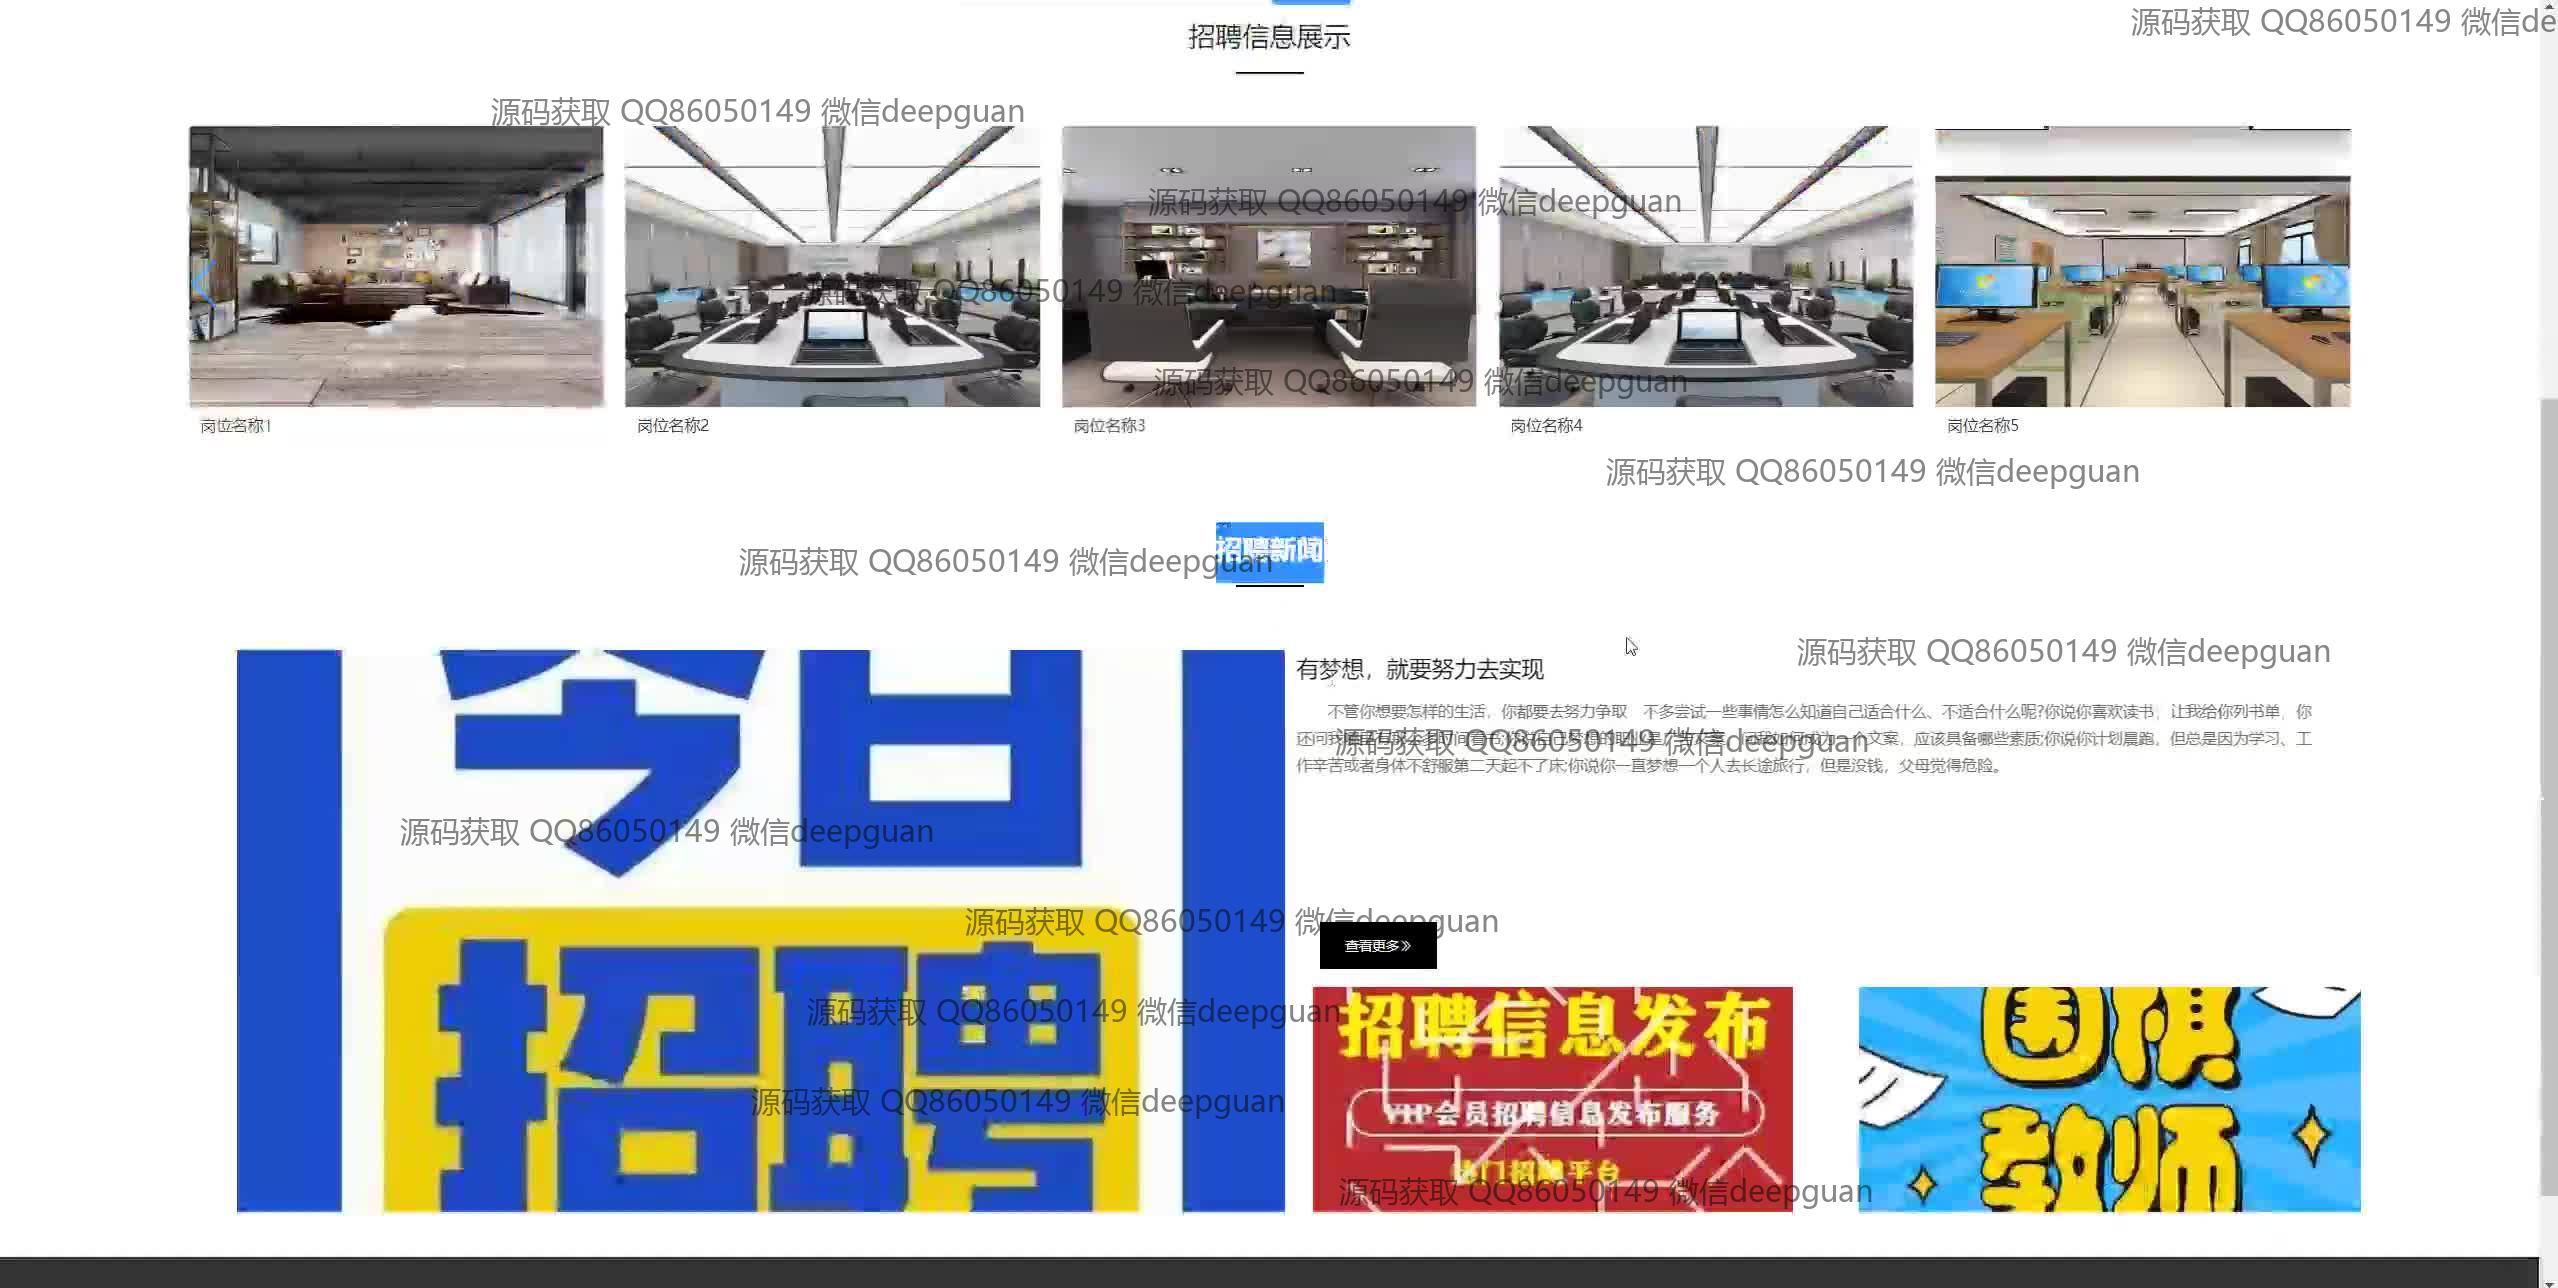 源码获取 QQ86050149 微信de
招聘信息展示
源码获取 QQ86050149 微信deepguan
源码获取 QQ86050149 微信deepguan
源码获取 QQ86050149 微信deepguan
源码获取 QQ86050149 微信deepguan
岗位名称1
岗位名称2
岗位名称3
岗位名称4
岗位名称5
源码获取 QQ86050149 微信deepguan
招聘新闻
源码获取 QQ86050149 微信deepguan
源码获取 QQ86050149 微信deepguan
今日
招聘
有梦想，就要努力去实现
不管你想要怎样的生活，你都要去努力争取 不多尝试一些事情怎么知道自己适合什么、不适合什么呢?你说你喜欢读书，让我给你列书单，你
还问我 一个文案，应该具备哪些素质;你说你计划晨跑，但总是因为学习、工
作辛苦或者身体不舒服第二天起不了床;你说你一直梦想一个人去长途旅行，但是没钱，父母觉得危险。
源码获取 QQ86050149 微信deepguan
源码获取 QQ86050149 微信deepguan
源码获取 QQ86050149 微信deepguan
查看更多》
源码获取 QQ86050149 微信deepguan
源码获取 QQ86050149 微信deepguan
招聘信息发布
VIP会员招聘信息发布服务
热门招聘平台
源码获取 QQ86050149 微信deepguan
围棋
教师